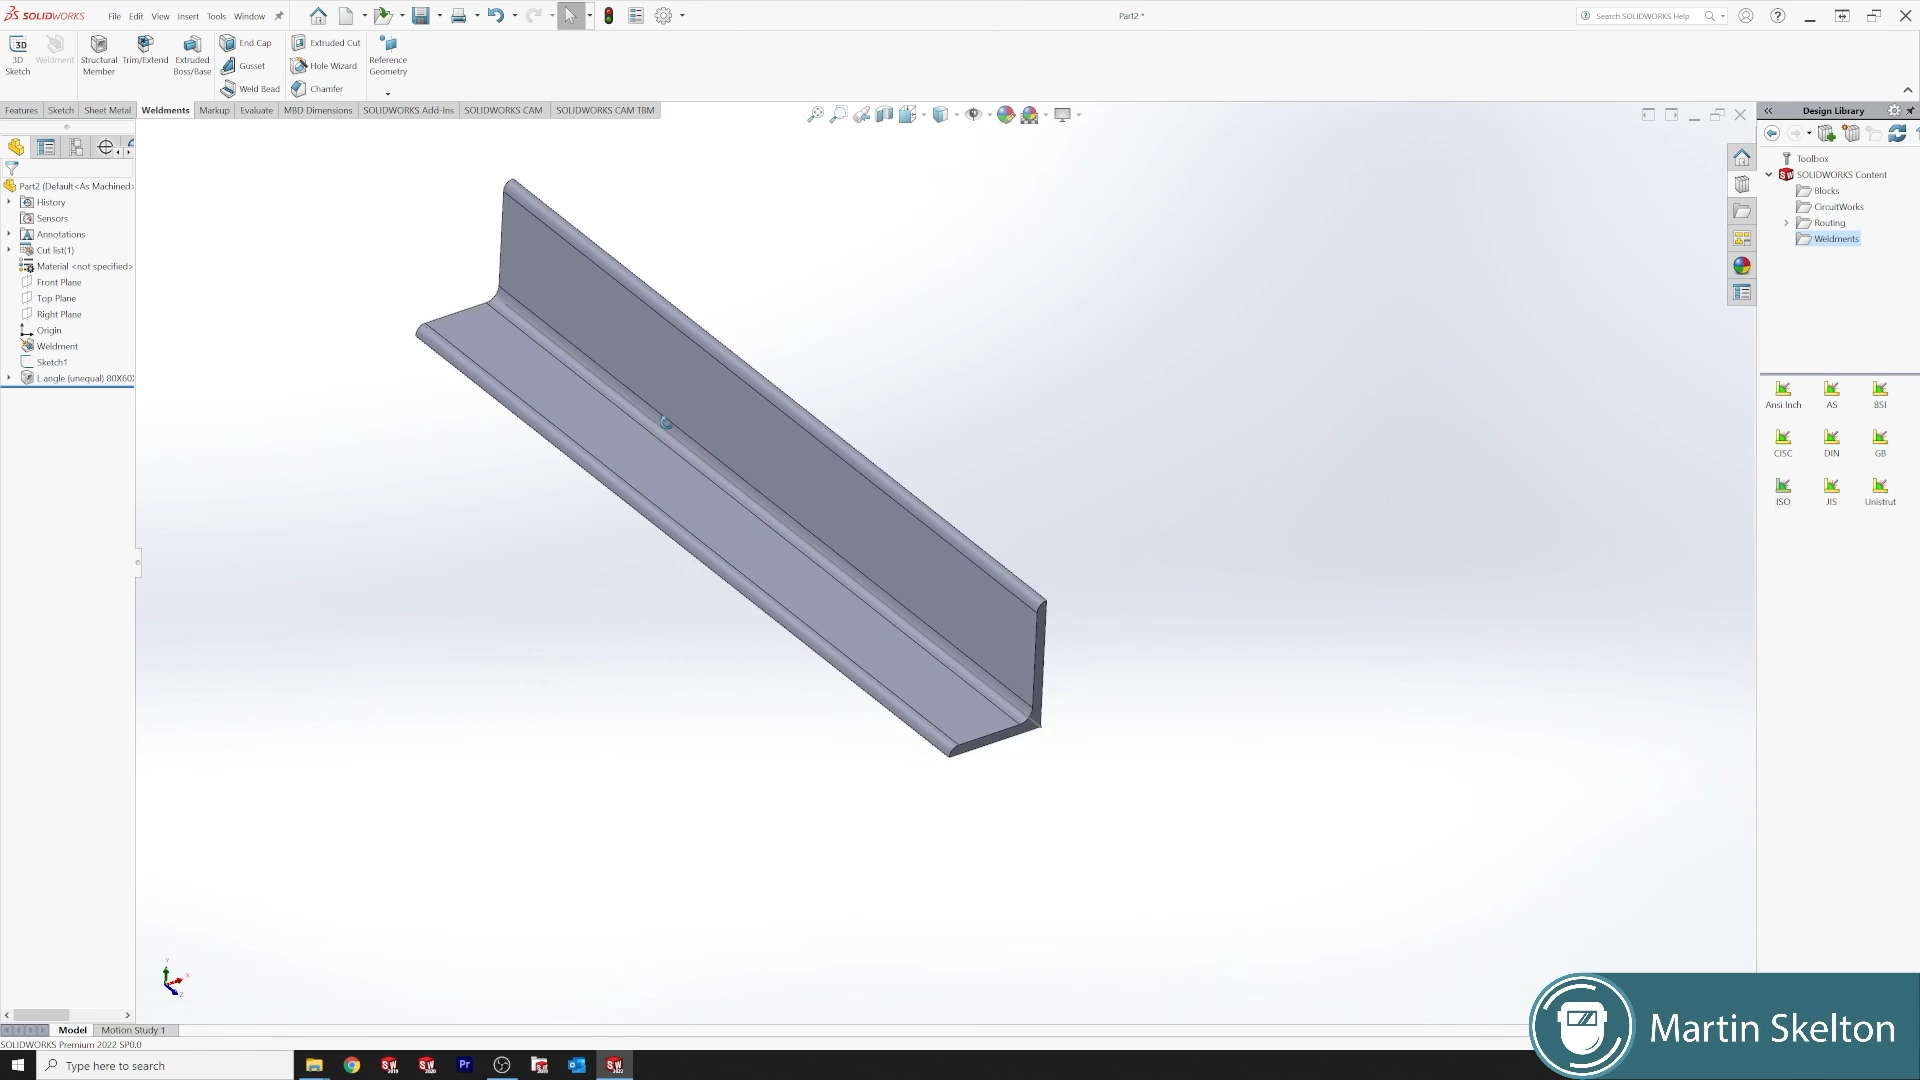 SOLIDWORKS File Edit View Insert Tools Window Part2 * Search SOLIDWORKS Help
3D Sketch
Weldment
Structural Member
Trim/Extend
Extruded Boss/Base
End Cap
Gusset
Weld Bead
Extruded Cut
Hole Wizard
Chamfer
Reference Geometry
Features Sketch Sheet Metal Weldments Markup Evaluate MBD Dimensions SOLIDWORKS Add-Ins SOLIDWORKS CAM SOLIDWORKS CAM TBM
Part2 (Default<As Machined>
History
Sensors
Annotations
Cut list(1)
Material <not specified>
Front Plane
Top Plane
Right Plane
Origin
Weldment
Sketch1
L angle (unequal) 80X60
Design Library
Toolbox
SOLIDWORKS Content
Blocks
CircuitWorks
Routing
Weldments
Ansi Inch AS BSI
CISC DIN GB
ISO JIS Unistrut
Y
X
Z
Model Motion Study 1
SOLIDWORKS Premium 2022 SP0.0
Type here to search
Martin Skelton